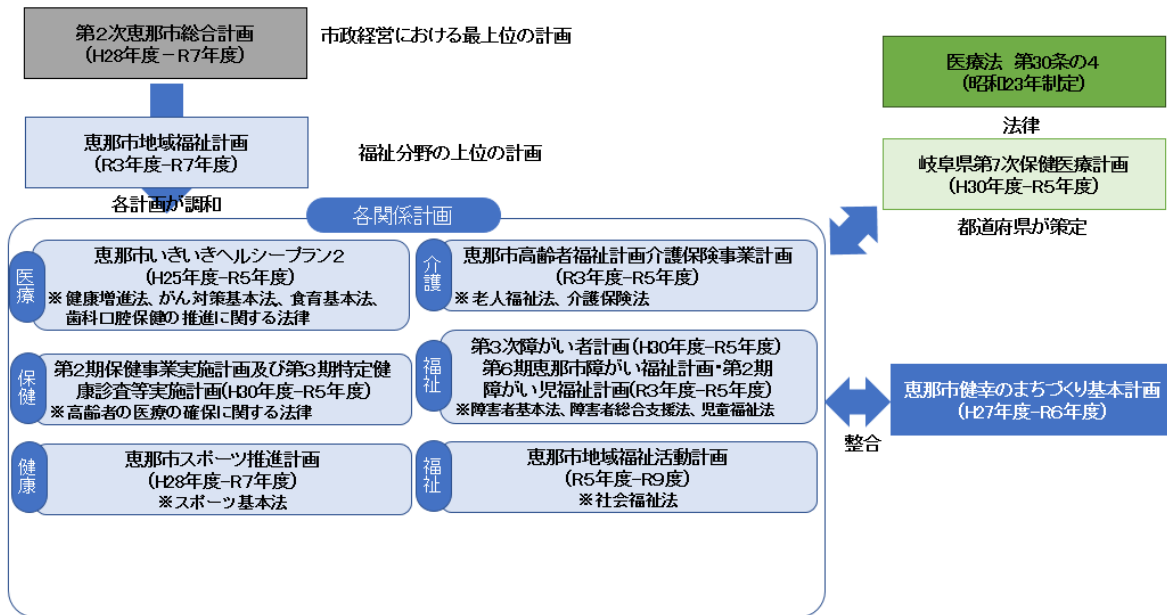 第2次恵那市総合計画
(H28年度－R7年度)
市政経営における最上位の計画
恵那市地域福祉計画
(R3年度-R7年度)
福祉分野の上位の計画
各計画が調和
医療法 第30条の4
(昭和23年制定)
法律
岐阜県第7次保健医療計画
(H30年度-R5年度)
都道府県が策定
各関係計画
医療
恵那市いきいきヘルシープラン2
(H25年度-R5年度)
※健康増進法、がん対策基本法、食育基本法、
歯科口腔保健の推進に関する法律
介護
恵那市高齢者福祉計画介護保険事業計画
(R3年度-R5年度)
※老人福祉法、介護保険法
保健
第2期保健事業実施計画及び第3期特定健
康診査等実施計画(H30年度-R5年度)
※高齢者の医療の確保に関する法律
福祉
第3次障がい者計画(H30年度-R5年度)
第6期恵那市障がい福祉計画・第2期
障がい児福祉計画(R3年度-R5年度)
※障害者基本法、障害者総合支援法、児童福祉法
健康
恵那市スポーツ推進計画
(H28年度-R7年度)
※スポーツ基本法
福祉
恵那市地域福祉活動計画
(R5年度-R9度)
※社会福祉法
整合
恵那市健幸のまちづくり基本計画
(H27年度-R6年度)